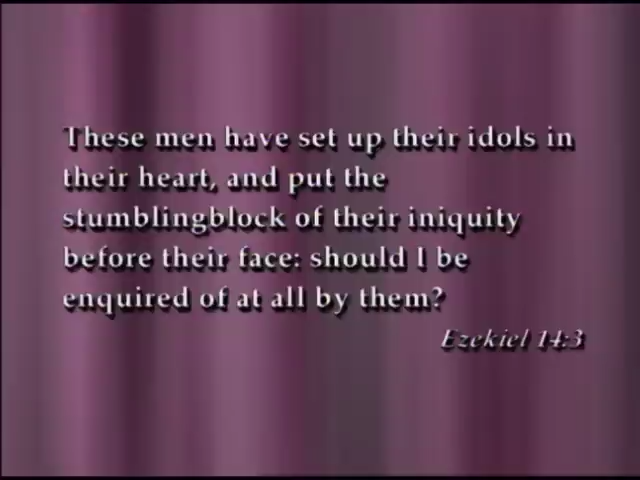 These men have set up their idols in
their heart, and put the
stumblingblock of their iniquity
before their face: should I be
enquired of at all by them?
Ezekiel 14:3